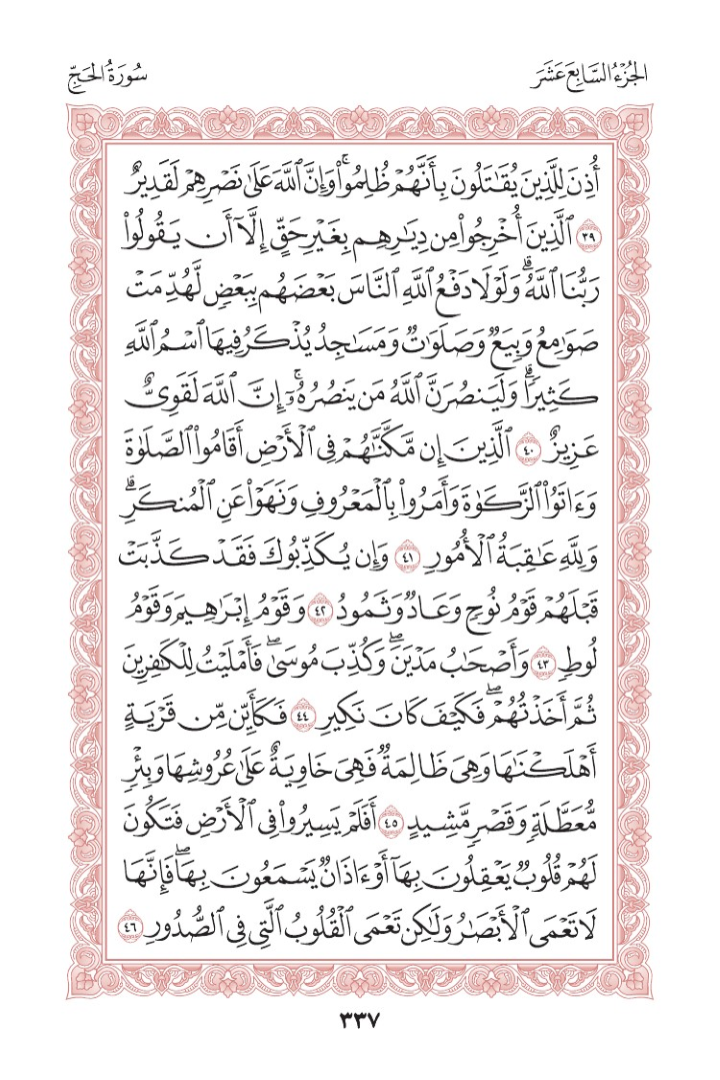 الجُزْءُ السَّابِعَ عَشَرَ
سُورَةُ الحَجِّ
أُذِنَ لِلَّذِينَ يُقَٰتَلُونَ بِأَنَّهُمْ ظُلِمُوا۟ۚ وَإِنَّ ٱللَّهَ عَلَىٰ نَصْرِهِمْ لَقَدِيرٌ
٣٩ ٱلَّذِينَ أُخْرِجُوا۟ مِن دِيَٰرِهِم بِغَيْرِ حَقٍّ إِلَّآ أَن يَقُولُوا۟
رَبُّنَا ٱللَّهُۗ وَلَوْلَا دَفْعُ ٱللَّهِ ٱلنَّاسَ بَعْضَهُم بِبَعْضٍ لَّهُدِّمَتْ
صَوَٰمِعُ وَبِيَعٌ وَصَلَوَٰتٌ وَمَسَٰجِدُ يُذْكَرُ فِيهَا ٱسْمُ ٱللَّهِ
كَثِيرًاۗ وَلَيَنصُرَنَّ ٱللَّهُ مَن يَنصُرُهُۥٓۚ إِنَّ ٱللَّهَ لَقَوِىٌّ
عَزِيزٌ ٤٠ ٱلَّذِينَ إِن مَّكَّنَّٰهُمْ فِى ٱلْأَرْضِ أَقَامُوا۟ ٱلصَّلَوٰةَ
وَءَاتَوُا۟ ٱلزَّكَوٰةَ وَأَمَرُوا۟ بِٱلْمَعْرُوفِ وَنَهَوْا۟ عَنِ ٱلْمُنكَرِۗ
وَلِلَّهِ عَٰقِبَةُ ٱلْأُمُورِ ٤١ وَإِن يُكَذِّبُوكَ فَقَدْ كَذَّبَتْ
قَبْلَهُمْ قَوْمُ نُوحٍ وَعَادٌ وَثَمُودُ ٤٢ وَقَوْمُ إِبْرَٰهِيمَ وَقَوْمُ
لُوطٍ ٤٣ وَأَصْحَٰبُ مَدْيَنَۖ وَكُذِّبَ مُوسَىٰۖ فَأَمْلَيْتُ لِلْكَٰفِرِينَ
ثُمَّ أَخَذْتُهُمْۖ فَكَيْفَ كَانَ نَكِيرِ ٤٤ فَكَأَيِّن مِّن قَرْيَةٍ
أَهْلَكْنَٰهَا وَهِىَ ظَالِمَةٌ فَهِىَ خَاوِيَةٌ عَلَىٰ عُرُوشِهَا وَبِئْرٍ
مُّعَطَّلَةٍ وَقَصْرٍ مَّشِيدٍ ٤٥ أَفَلَمْ يَسِيرُوا۟ فِى ٱلْأَرْضِ فَتَكُونَ
لَهُمْ قُلُوبٌ يَعْقِلُونَ بِهَآ أَوْ ءَاذَانٌ يَسْمَعُونَ بِهَاۖ فَإِنَّهَا
لَا تَعْمَى ٱلْأَبْصَٰرُ وَلَٰكِن تَعْمَى ٱلْقُلُوبُ ٱلَّتِى فِى ٱلصُّدُورِ ٤٦
٣٣٧